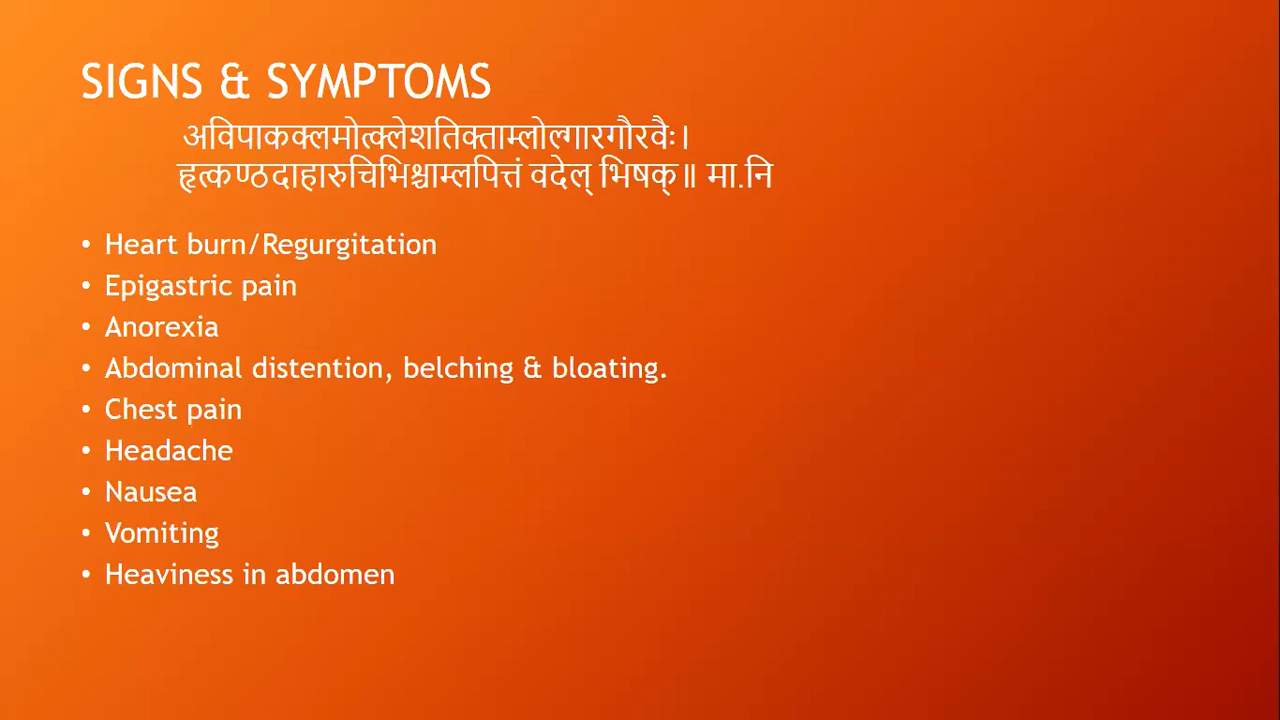 SIGNS & SYMPTOMS
अविपाकक्लमोत्क्लेशतिक्ताम्लोल्गारगौरवैः।
हृत्कण्ठदाहारुचिभिश्चाम्लपित्तं वदेल् भिषक्॥ मा.नि
• Heart burn/Regurgitation
• Epigastric pain
• Anorexia
• Abdominal distention, belching & bloating.
• Chest pain
• Headache
• Nausea
• Vomiting
• Heaviness in abdomen